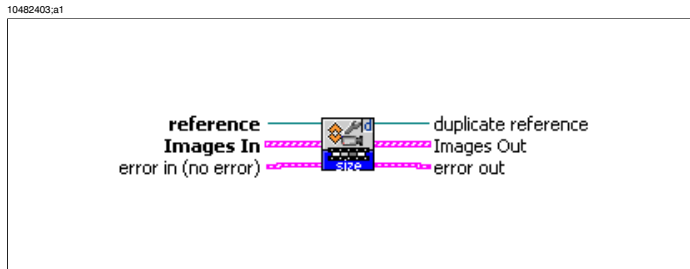 10482403;a1
reference
duplicate reference
d
Images In
Images Out
error in (no error)
size
error out